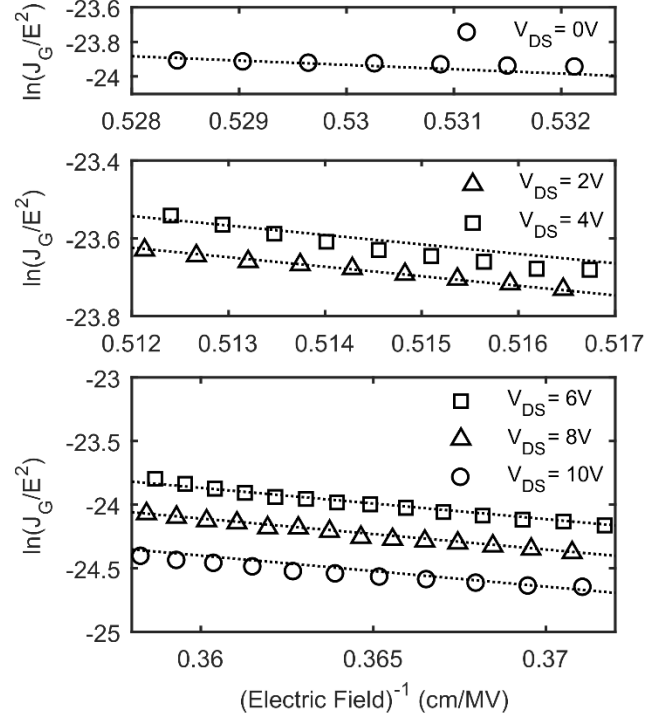 ln(J_G/E^2)
-23.8
-23.9
-24
V_DS = 0V
0.528 0.529 0.53 0.531 0.532
ln(J_G/E^2)
-23.4
-23.6
-23.8
V_DS = 2V
V_DS = 4V
0.512 0.513 0.514 0.515 0.516 0.517
ln(J_G/E^2)
-23
-23.5
-24
-24.5
-25
V_DS = 6V
V_DS = 8V
V_DS = 10V
0.36 0.365 0.37
(Electric Field)^-1 (cm/MV)